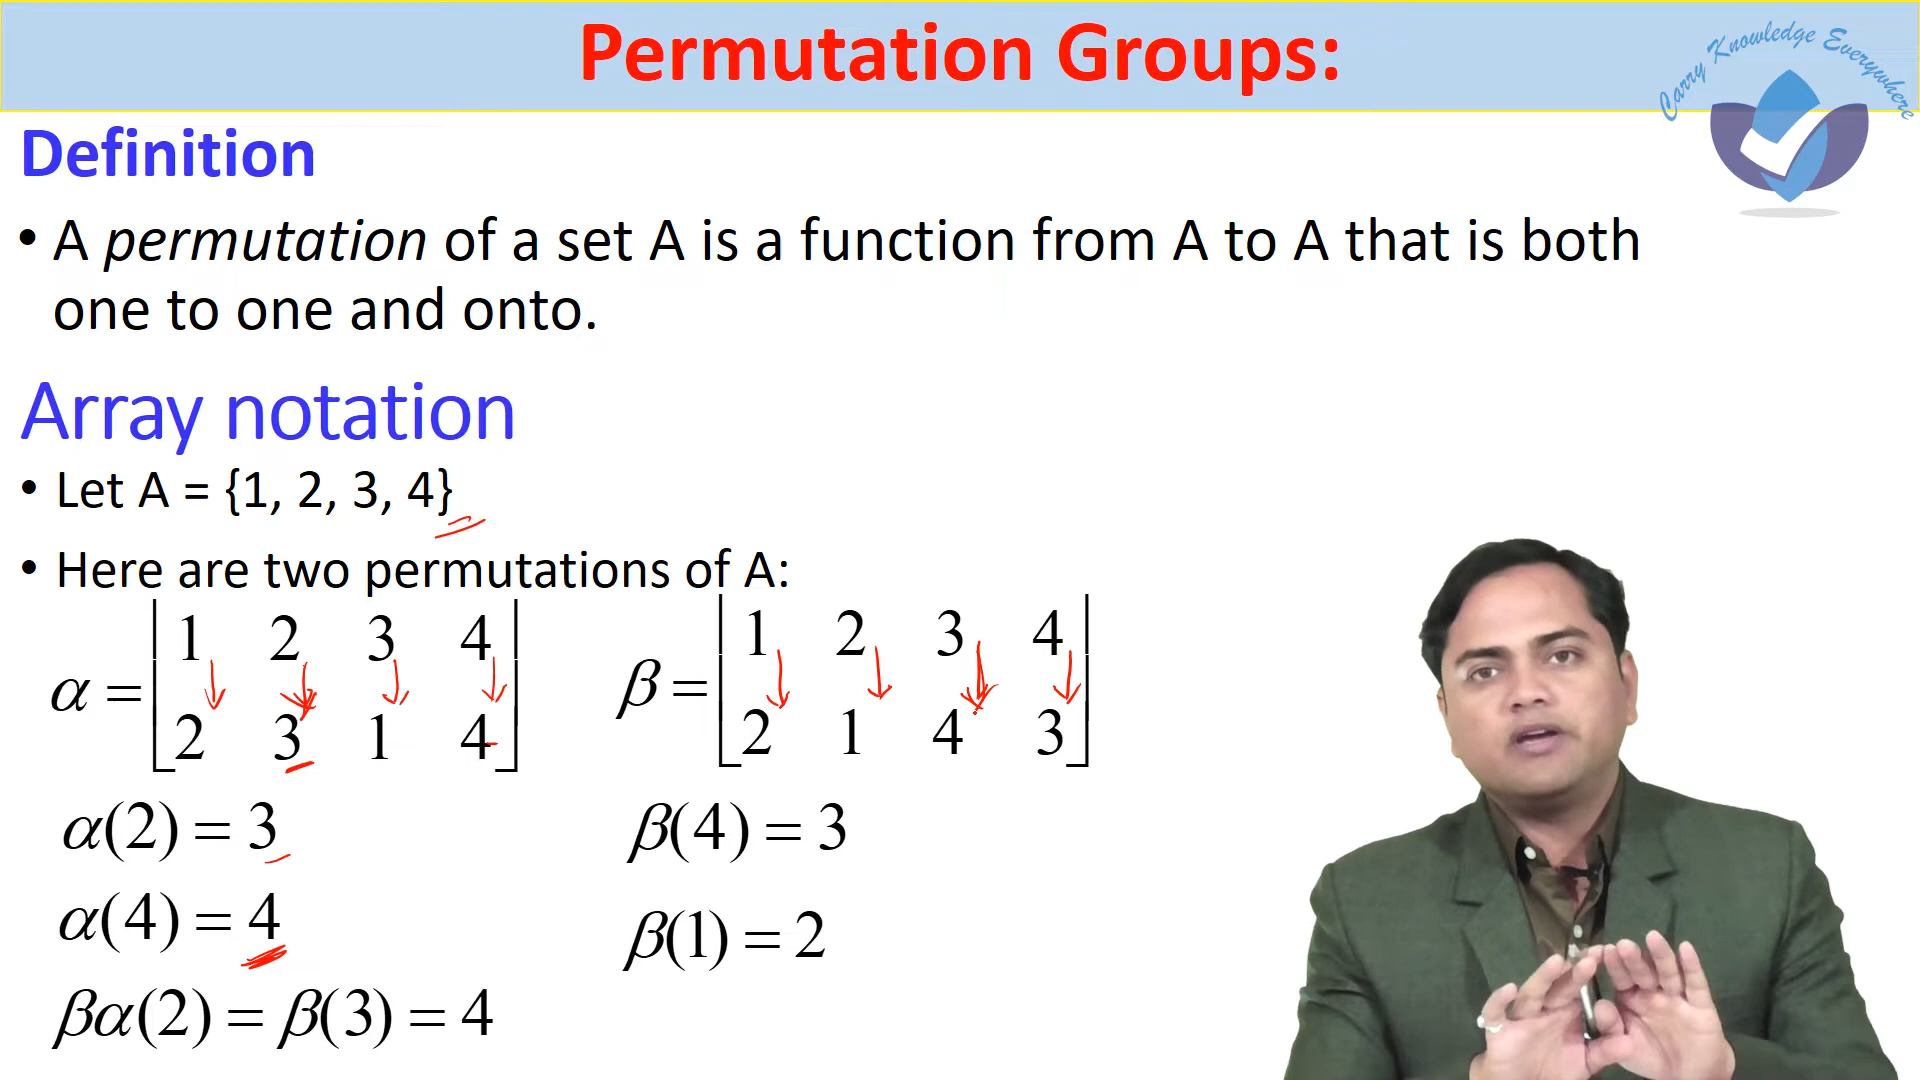 Permutation Groups:
Carry Knowledge Everywhere
Definition
• A permutation of a set A is a function from A to A that is both
one to one and onto.
Array notation
• Let A = {1, 2, 3, 4}
• Here are two permutations of A:
α = [1 2 3 4
2 3 1 4]
β = [1 2 3 4
2 1 4 3]
α(2) = 3
β(4) = 3
α(4) = 4
β(1) = 2
βα(2) = β(3) = 4